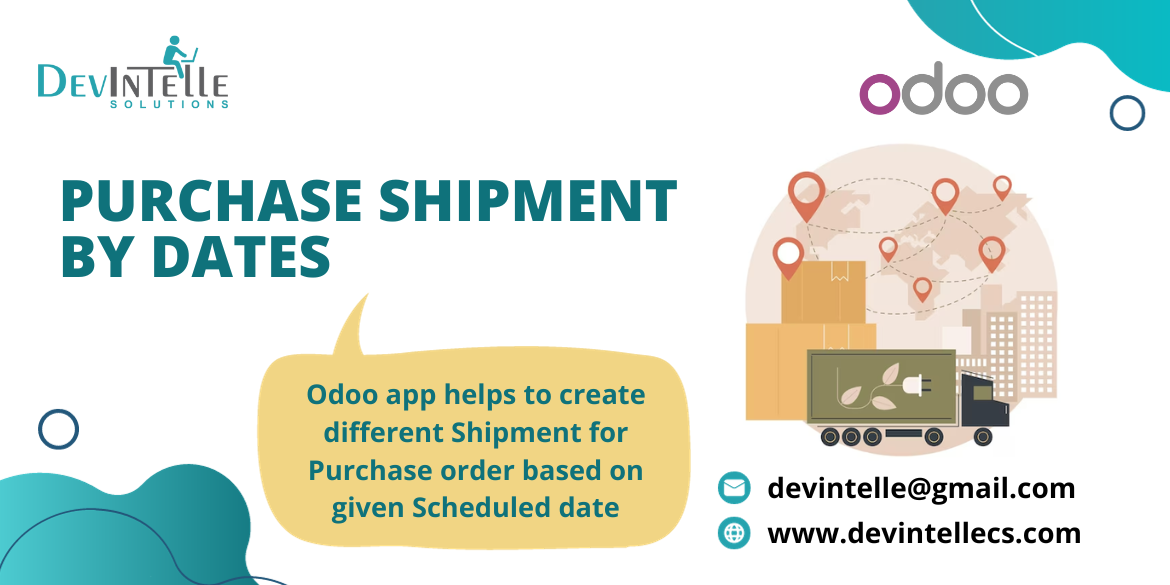 DEVINTELLE
SOLUTIONS
odoo
PURCHASE SHIPMENT
BY DATES
Odoo app helps to create
different Shipment for
Purchase order based on
given Scheduled date
devintelle@gmail.com
www.devintellecs.com